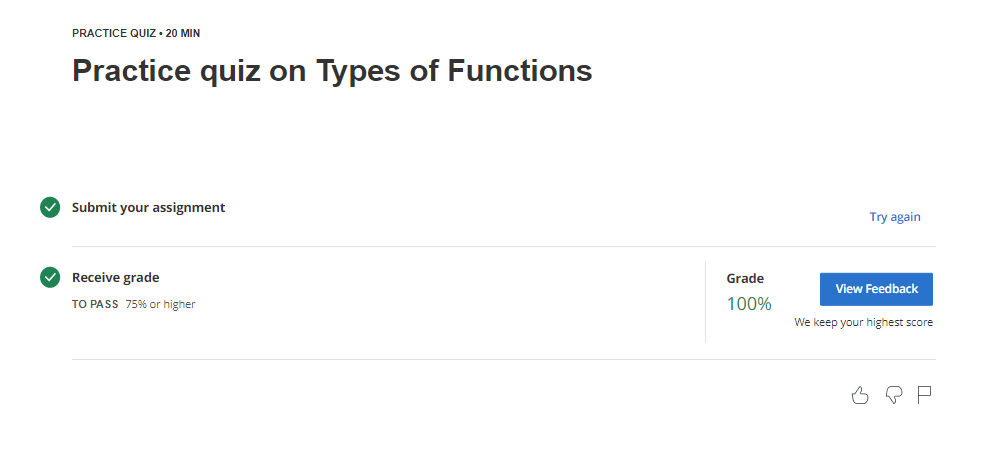 PRACTICE QUIZ • 20 MIN
Practice quiz on Types of Functions
Submit your assignment
Try again
Receive grade
TO PASS 75% or higher
Grade
100%
View Feedback
We keep your highest score